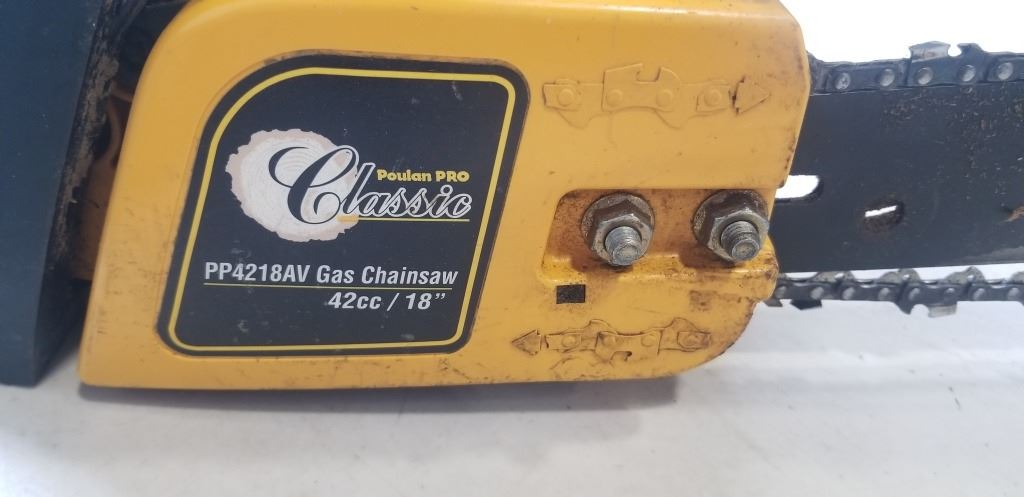 Poulan PRO
Classic
PP4218AV Gas Chainsaw
42cc / 18”